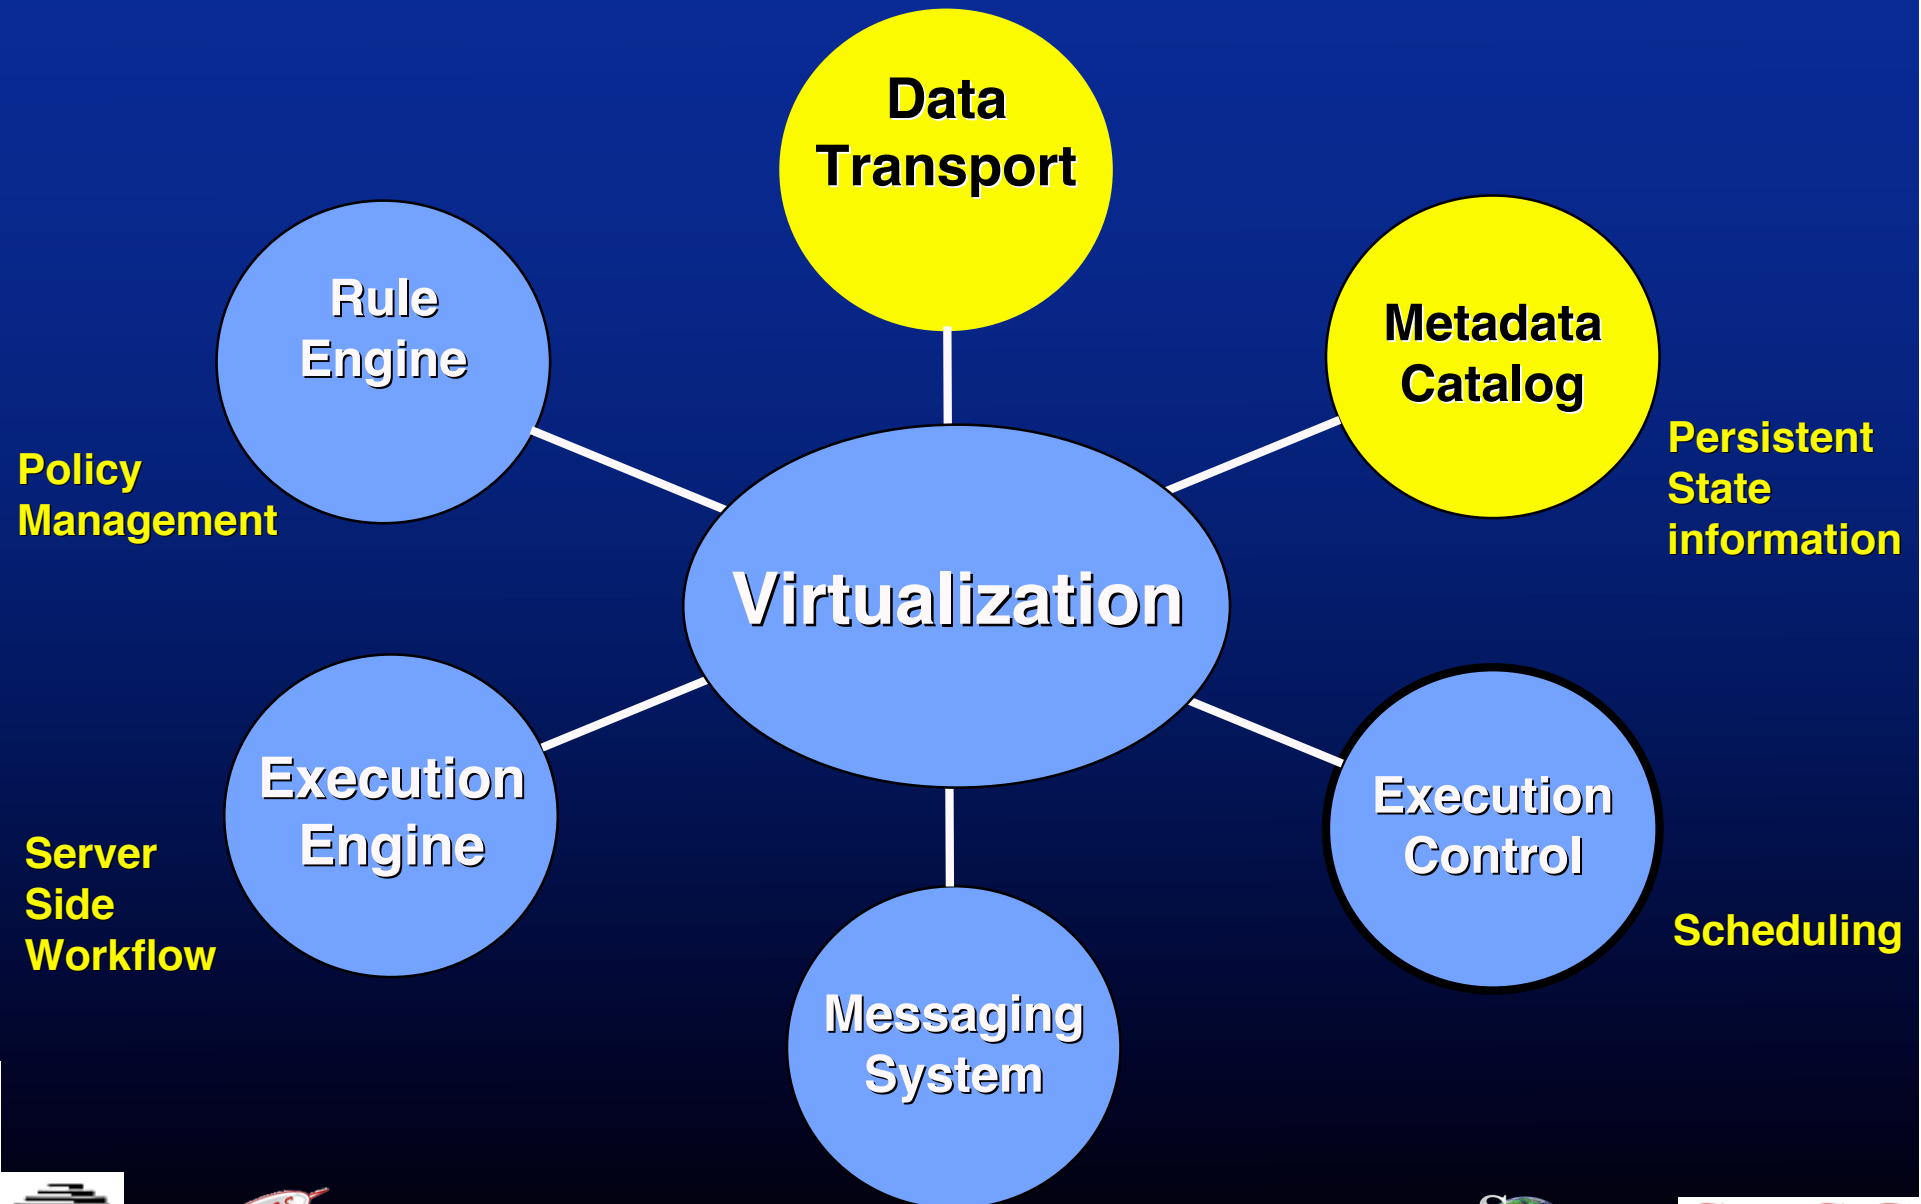 Data
Transport
Rule
Engine
Metadata
Catalog
Policy
Management
Persistent
State
information
Virtualization
Execution
Engine
Execution
Control
Server
Side
Workflow
Scheduling
Messaging
System